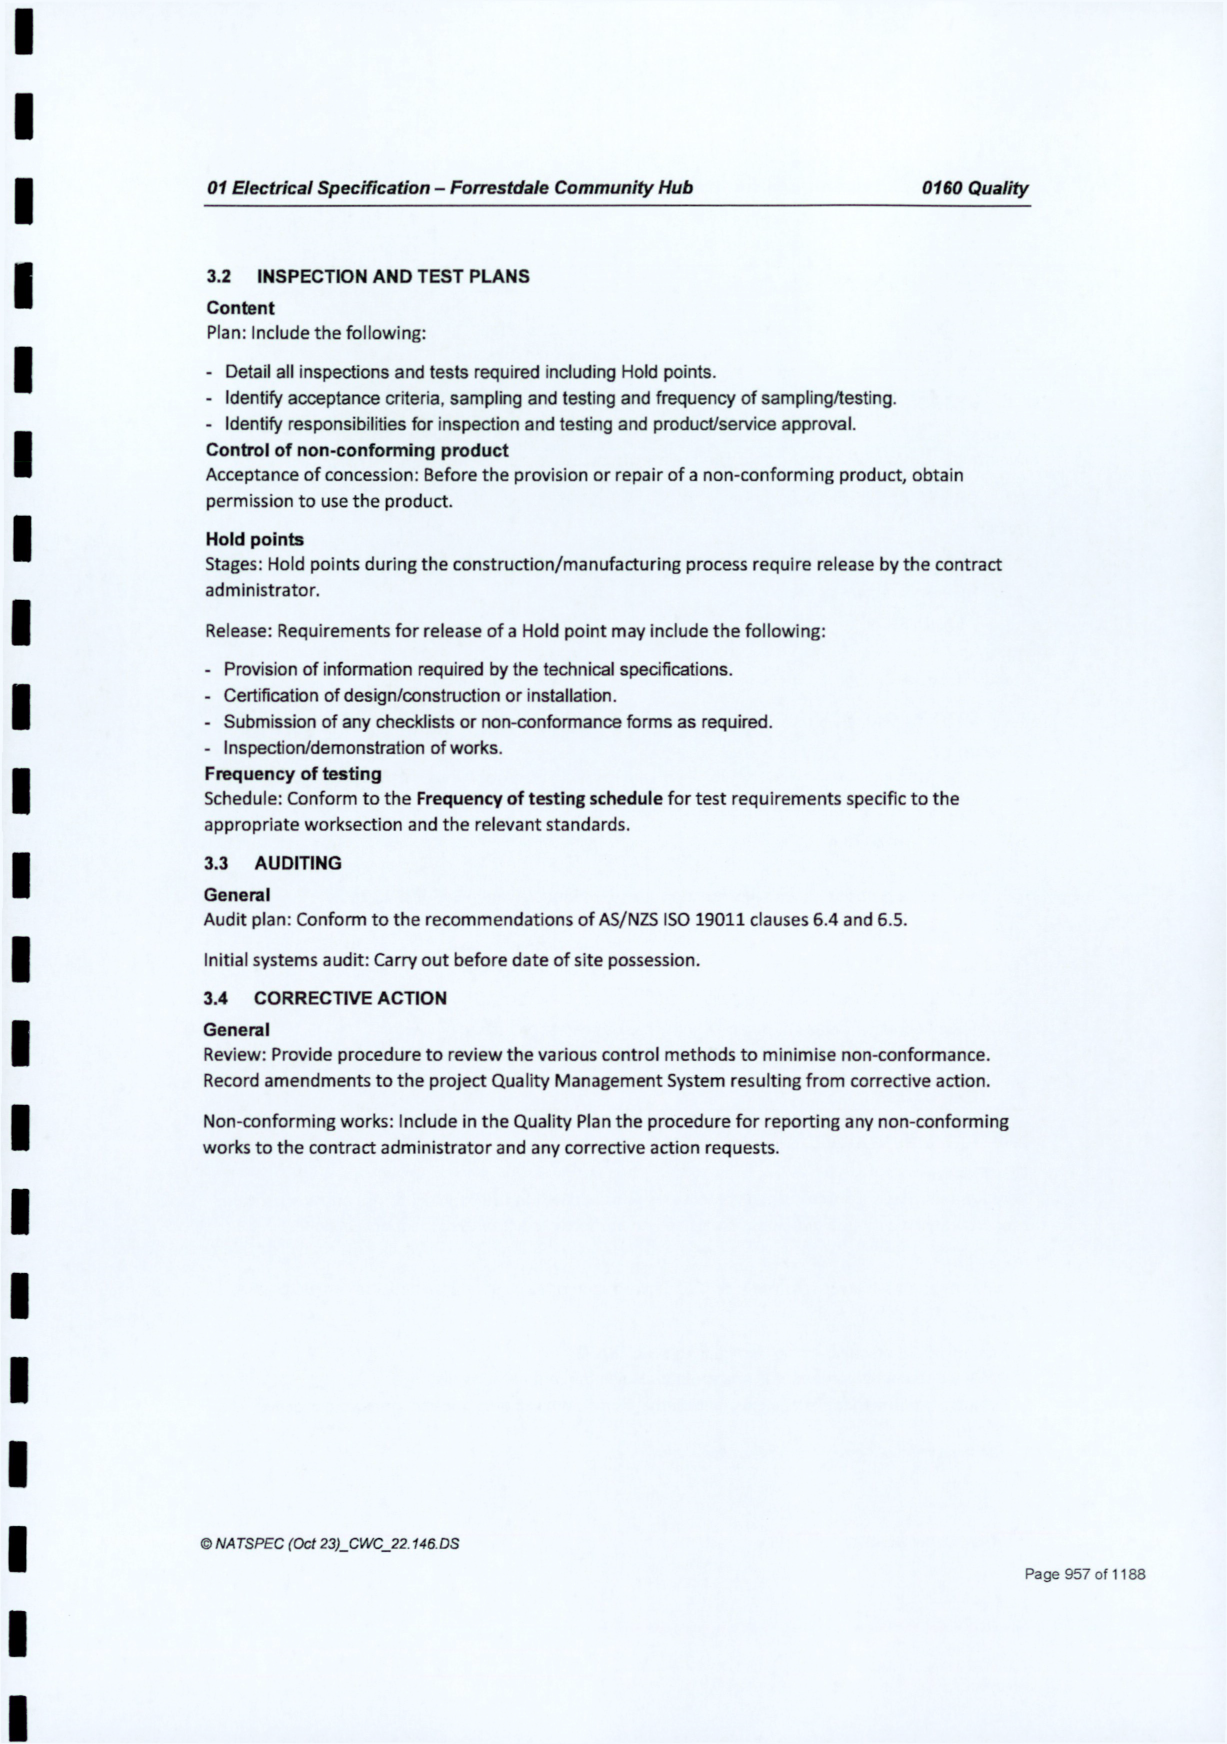 01 Electrical Specification – Forrestdale Community Hub 0160 Quality
3.2 INSPECTION AND TEST PLANS
Content
Plan: Include the following:
- Detail all inspections and tests required including Hold points.
- Identify acceptance criteria, sampling and testing and frequency of sampling/testing.
- Identify responsibilities for inspection and testing and product/service approval.
Control of non-conforming product
Acceptance of concession: Before the provision or repair of a non-conforming product, obtain
permission to use the product.
Hold points
Stages: Hold points during the construction/manufacturing process require release by the contract
administrator.
Release: Requirements for release of a Hold point may include the following:
- Provision of information required by the technical specifications.
- Certification of design/construction or installation.
- Submission of any checklists or non-conformance forms as required.
- Inspection/demonstration of works.
Frequency of testing
Schedule: Conform to the Frequency of testing schedule for test requirements specific to the
appropriate worksection and the relevant standards.
3.3 AUDITING
General
Audit plan: Conform to the recommendations of AS/NZS ISO 19011 clauses 6.4 and 6.5.
Initial systems audit: Carry out before date of site possession.
3.4 CORRECTIVE ACTION
General
Review: Provide procedure to review the various control methods to minimise non-conformance.
Record amendments to the project Quality Management System resulting from corrective action.
Non-conforming works: Include in the Quality Plan the procedure for reporting any non-conforming
works to the contract administrator and any corrective action requests.
© NATSPEC (Oct 23)_CWC_22.146.DS
Page 957 of 1188